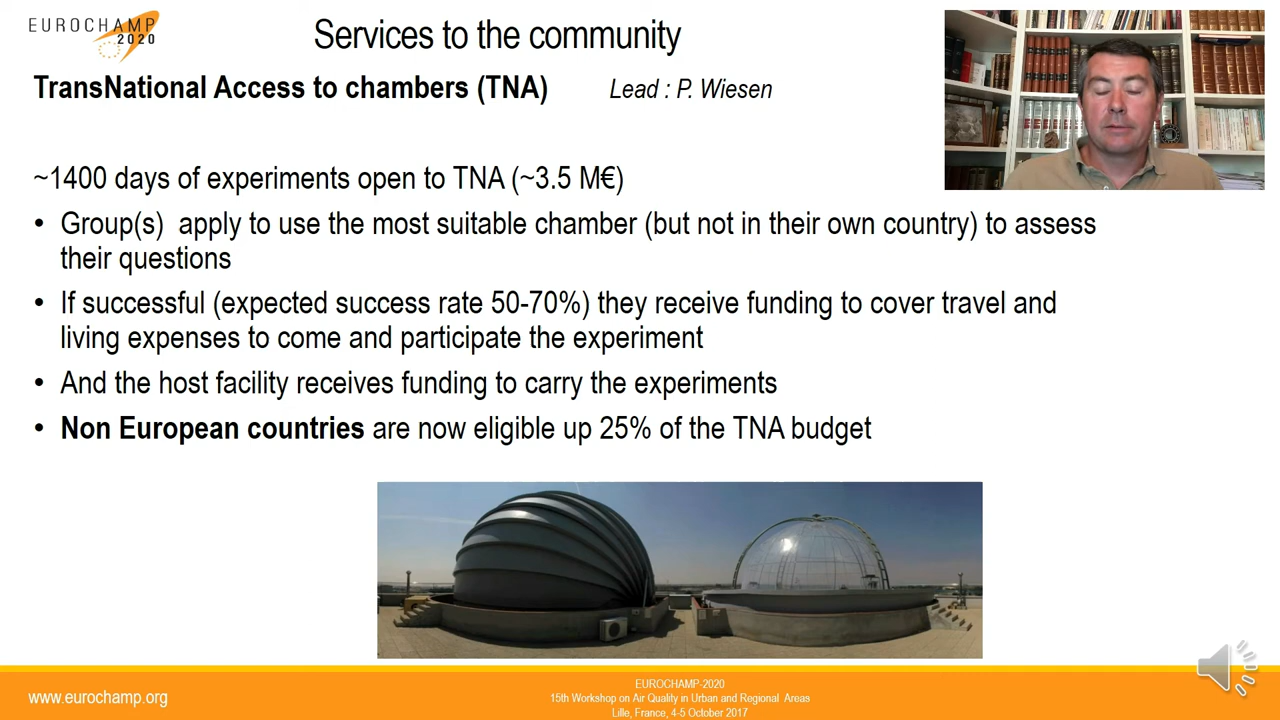 EUROCHAMP
2020
Services to the community
TransNational Access to chambers (TNA)
Lead : P. Wiesen
~1400 days of experiments open to TNA (~3.5 M€)
• Group(s) apply to use the most suitable chamber (but not in their own country) to assess
their questions
• If successful (expected success rate 50-70%) they receive funding to cover travel and
living expenses to come and participate the experiment
• And the host facility receives funding to carry the experiments
• Non European countries are now eligible up 25% of the TNA budget
www.eurochamp.org
EUROCHAMP-2020
15th Workshop on Air Quality in Urban and Regional Areas
Lille, France, 4-5 October 2017